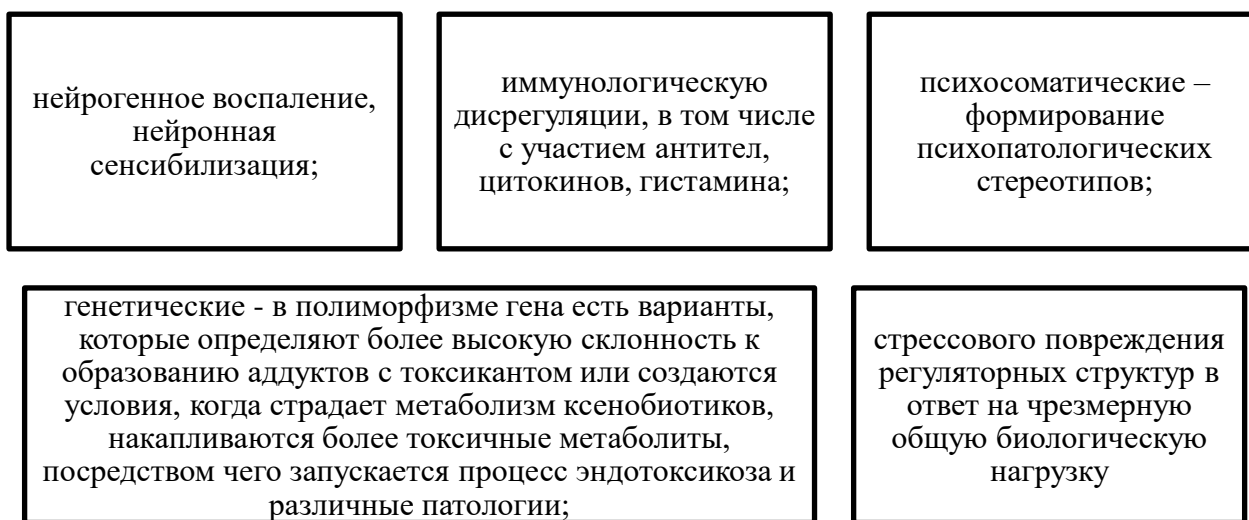 нейрогенное воспаление,
нейронная
сенсибилизация;
иммунологическую
дисрегуляции, в том числе
с участием антител,
цитокинов, гистамина;
психосоматические –
формирование
психопатологических
стереотипов;
генетические - в полиморфизме гена есть варианты,
которые определяют более высокую склонность к
образованию аддуктов с токсикантом или создаются
условия, когда страдает метаболизм ксенобиотиков,
накапливаются более токсичные метаболиты,
посредством чего запускается процесс эндотоксикоза и
различные патологии;
стрессового повреждения
регуляторных структур в
ответ на чрезмерную
общую биологическую
нагрузку